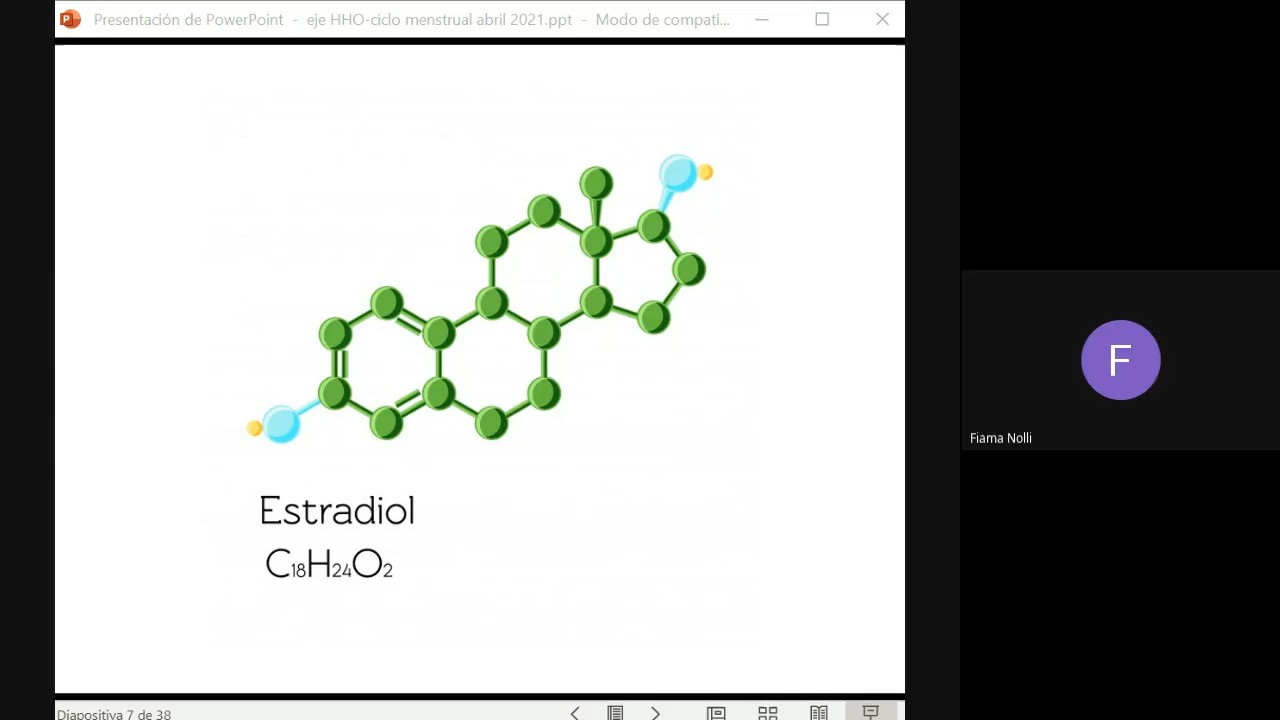 Presentación de PowerPoint - eje HHO-ciclo menstrual abril 2021.ppt - Modo de compati...
F
Fiama Nolli
Estradiol
C18H24O2
Diapositiva 7 de 38